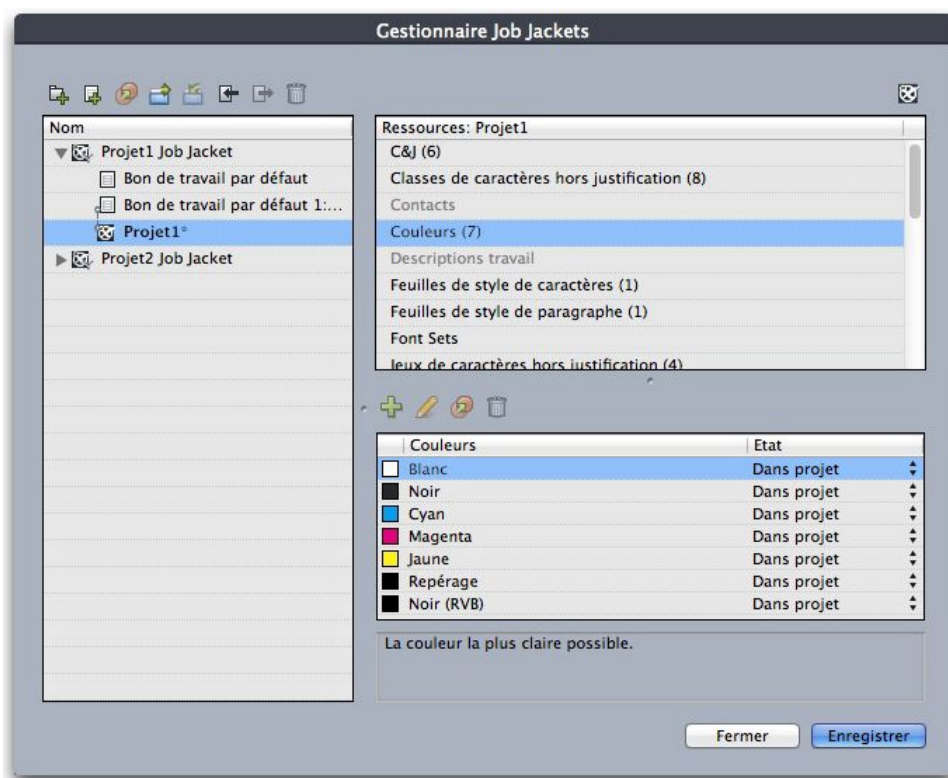 Gestionnaire Job Jackets
Nom
Projet1 Job Jacket
Bon de travail par défaut
Bon de travail par défaut 1:...
Projet1*
Projet2 Job Jacket
Ressources: Projet1
C&J (6)
Classes de caractères hors justification (8)
Contacts
Couleurs (7)
Descriptions travail
Feuilles de style de caractères (1)
Feuilles de style de paragraphe (1)
Font Sets
Jeux de caractères hors justification (4)
Couleurs Etat
Blanc Dans projet
Noir Dans projet
Cyan Dans projet
Magenta Dans projet
Jaune Dans projet
Repérage Dans projet
Noir (RVB) Dans projet
La couleur la plus claire possible.
Fermer Enregistrer